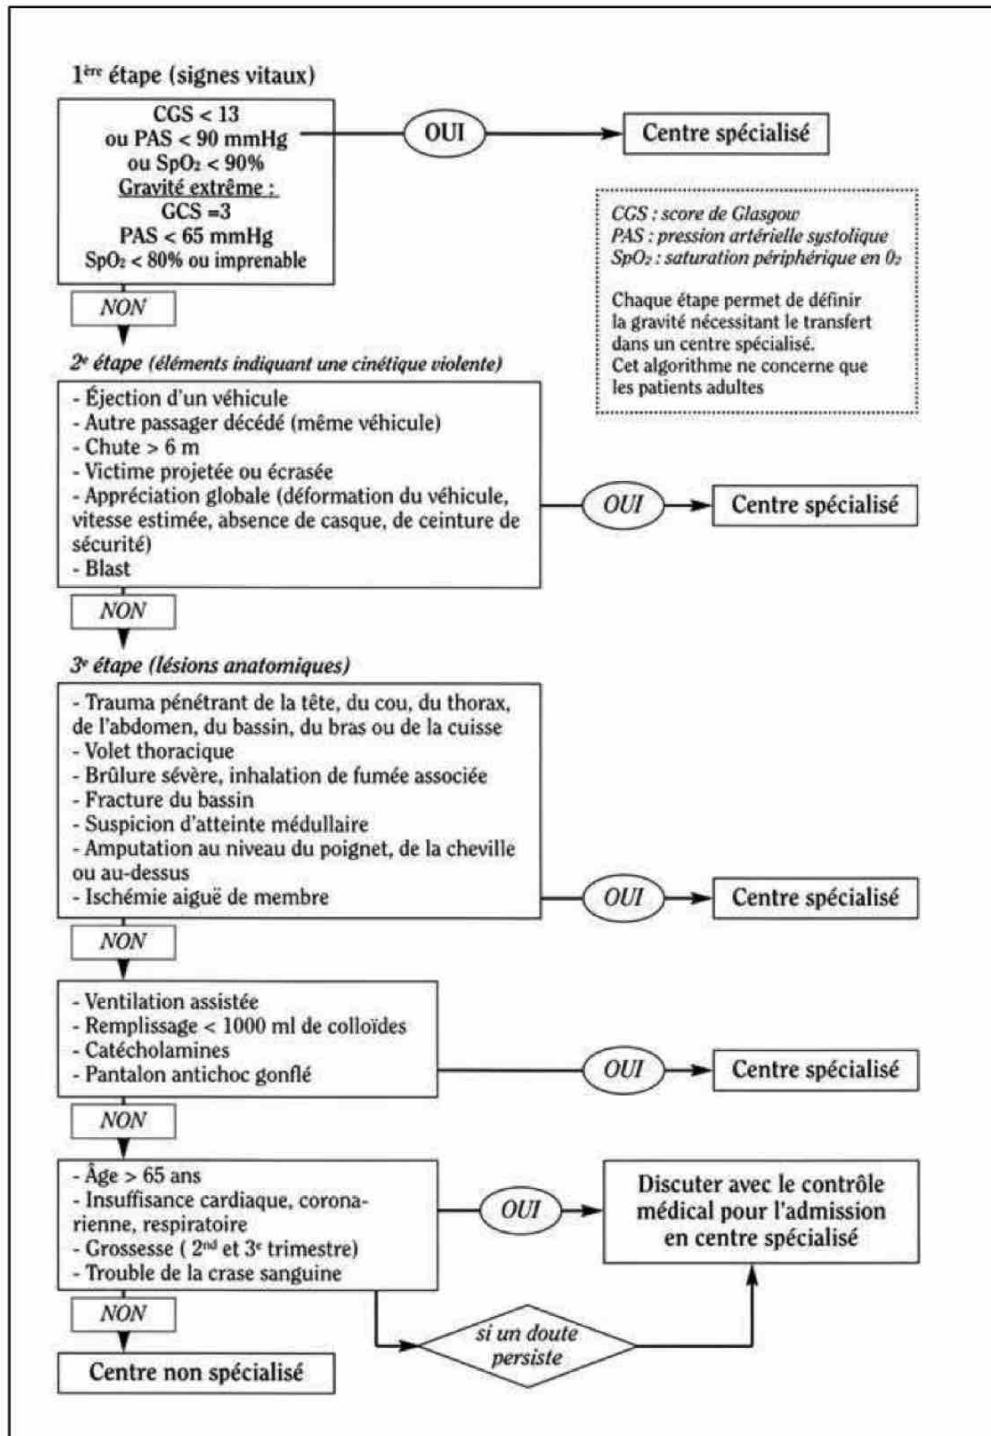 1ère étape (signes vitaux)
CGS < 13
ou PAS < 90 mmHg
ou SpO₂ < 90%
Gravité extrême :
GCS =3
PAS < 65 mmHg
SpO₂ < 80% ou imprenable
OUI
Centre spécialisé
CGS : score de Glasgow
PAS : pression artérielle systolique
SpO₂ : saturation périphérique en 0₂
Chaque étape permet de définir
la gravité nécessitant le transfert
dans un centre spécialisé.
Cet algorithme ne concerne que
les patients adultes
NON
2e étape (éléments indiquant une cinétique violente)
- Éjection d'un véhicule
- Autre passager décédé (même véhicule)
- Chute > 6 m
- Victime projetée ou écrasée
- Appréciation globale (déformation du véhicule,
vitesse estimée, absence de casque, de ceinture de
sécurité)
- Blast
OUI
Centre spécialisé
NON
3e étape (lésions anatomiques)
- Trauma pénétrant de la tête, du cou, du thorax,
de l'abdomen, du bassin, du bras ou de la cuisse
- Volet thoracique
- Brûlure sévère, inhalation de fumée associée
- Fracture du bassin
- Suspicion d'atteinte médullaire
- Amputation au niveau du poignet, de la cheville
ou au-dessus
- Ischémie aiguë de membre
OUI
Centre spécialisé
NON
- Ventilation assistée
- Remplissage < 1000 ml de colloïdes
- Catécholamines
- Pantalon antichoc gonflé
OUI
Centre spécialisé
NON
- Âge > 65 ans
- Insuffisance cardiaque, corona-
rienne, respiratoire
- Grossesse ( 2nd et 3e trimestre)
- Trouble de la crase sanguine
OUI
Discuter avec le contrôle
médical pour l'admission
en centre spécialisé
NON
si un doute
persiste
Centre non spécialisé